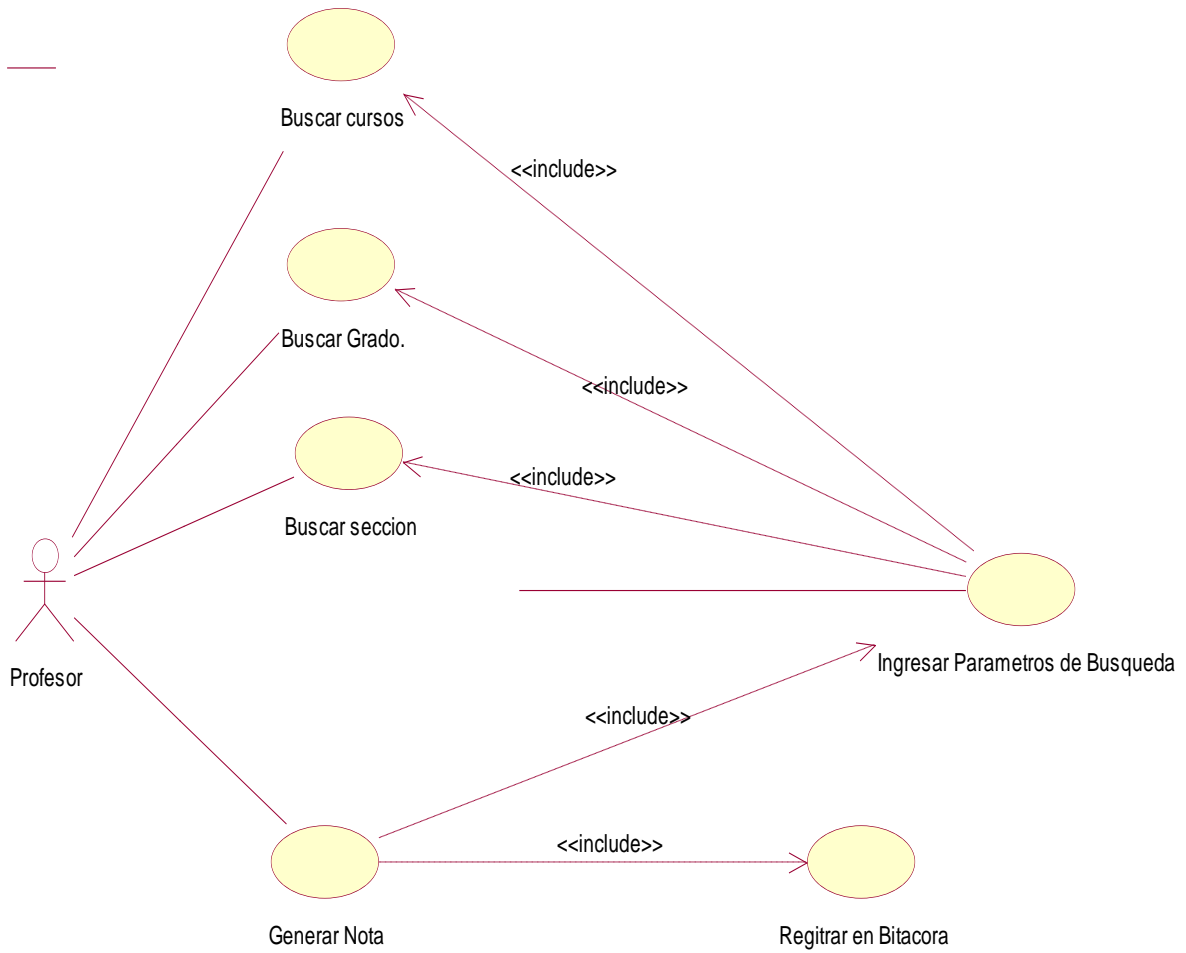 Buscar cursos
<<include>>
Buscar Grado.
<<include>>
<<include>>
Buscar seccion
Profesor
Ingresar Parametros de Busqueda
<<include>>
<<include>>
Generar Nota
Regitrar en Bitacora